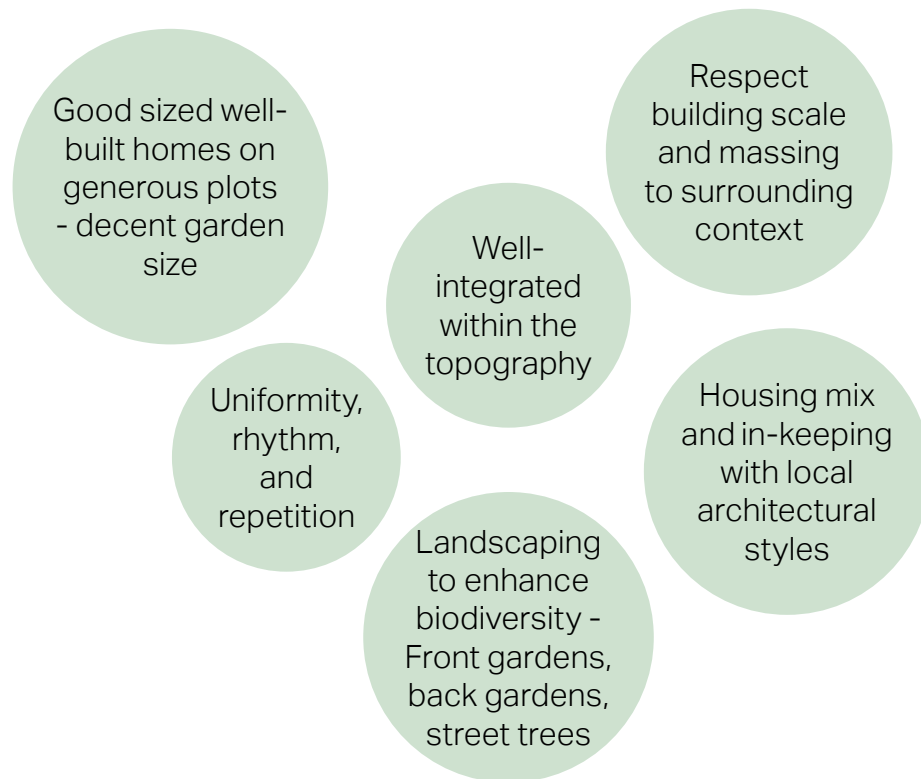 Good sized well-
built homes on
generous plots
- decent garden
size
Respect
building scale
and massing
to surrounding
context
Well-
integrated
within the
topography
Uniformity,
rhythm,
and
repetition
Housing mix
and in-keeping
with local
architectural
styles
Landscaping
to enhance
biodiversity -
Front gardens,
back gardens,
street trees